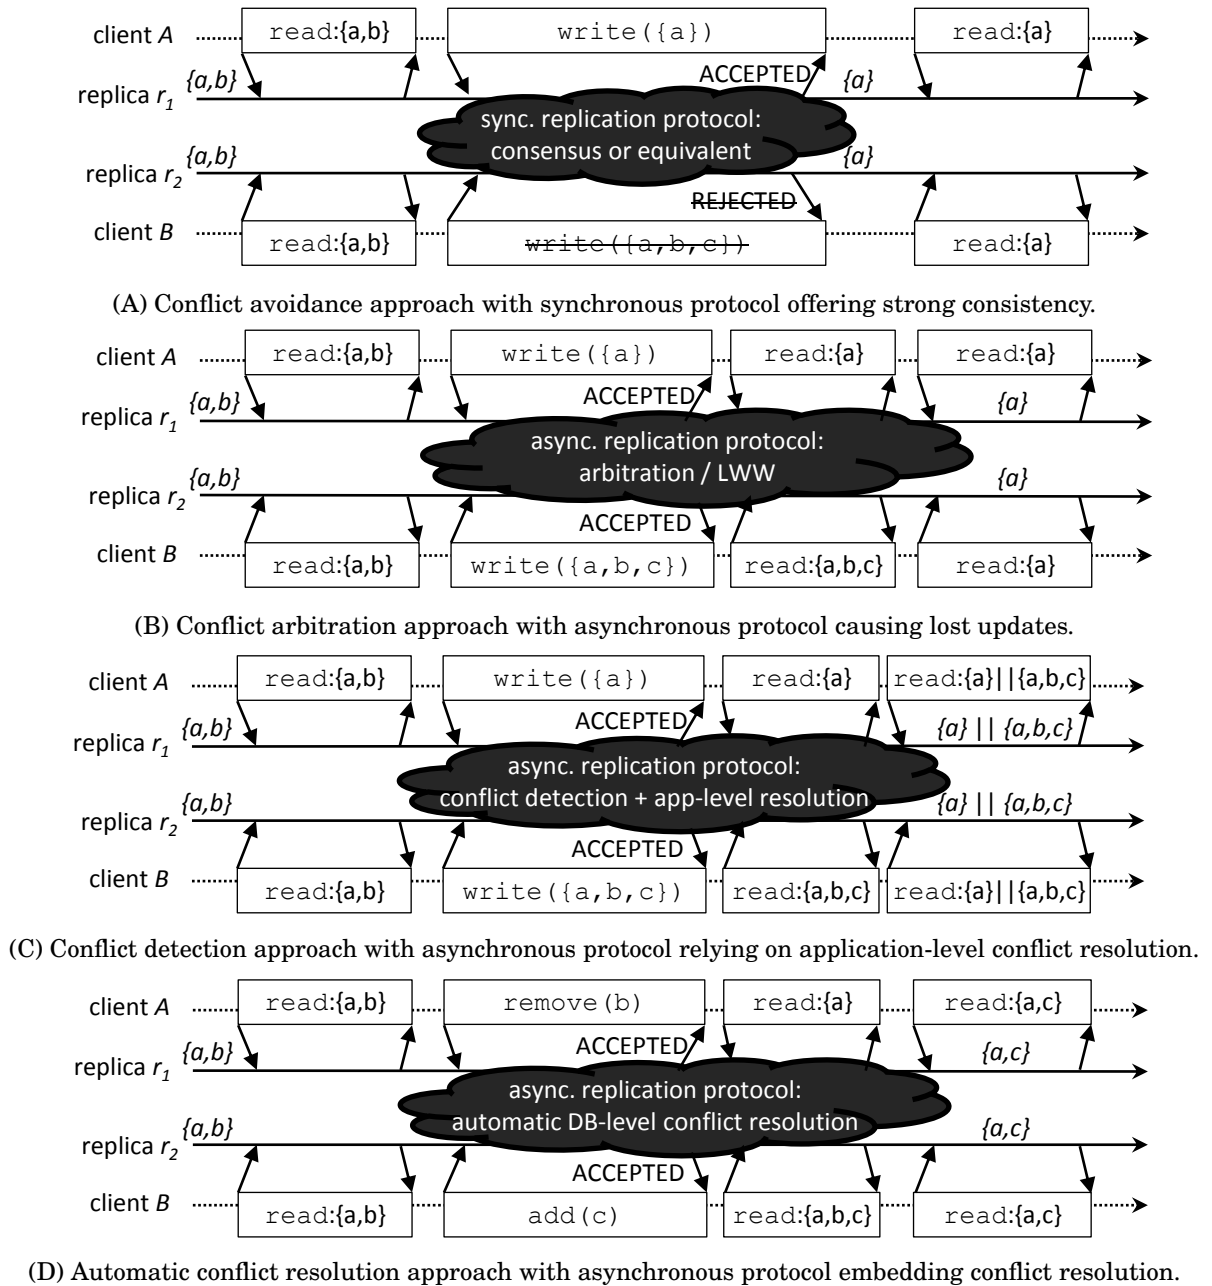 client A read:{a,b} write({a}) read:{a}
ACCEPTED
replica r1 {a,b} {a}
sync. replication protocol:
consensus or equivalent
replica r2 {a,b} {a}
REJECTED
client B read:{a,b} write({a,b,c}) read:{a}
(A) Conflict avoidance approach with synchronous protocol offering strong consistency.
client A read:{a,b} write({a}) read:{a} read:{a}
ACCEPTED
replica r1 {a,b} {a}
async. replication protocol:
arbitration / LWW
replica r2 {a,b} {a}
ACCEPTED
client B read:{a,b} write({a,b,c}) read:{a,b,c} read:{a}
(B) Conflict arbitration approach with asynchronous protocol causing lost updates.
client A read:{a,b} write({a}) read:{a} read:{a}||{a,b,c}
ACCEPTED
replica r1 {a,b} {a} || {a,b,c}
async. replication protocol:
conflict detection + app-level resolution
replica r2 {a,b} {a} || {a,b,c}
ACCEPTED
client B read:{a,b} write({a,b,c}) read:{a,b,c} read:{a}||{a,b,c}
(C) Conflict detection approach with asynchronous protocol relying on application-level conflict resolution.
client A read:{a,b} remove(b) read:{a} read:{a,c}
ACCEPTED
replica r1 {a,b} {a,c}
async. replication protocol:
automatic DB-level conflict resolution
replica r2 {a,b} {a,c}
ACCEPTED
client B read:{a,b} add(c) read:{a,b,c} read:{a,c}
(D) Automatic conflict resolution approach with asynchronous protocol embedding conflict resolution.